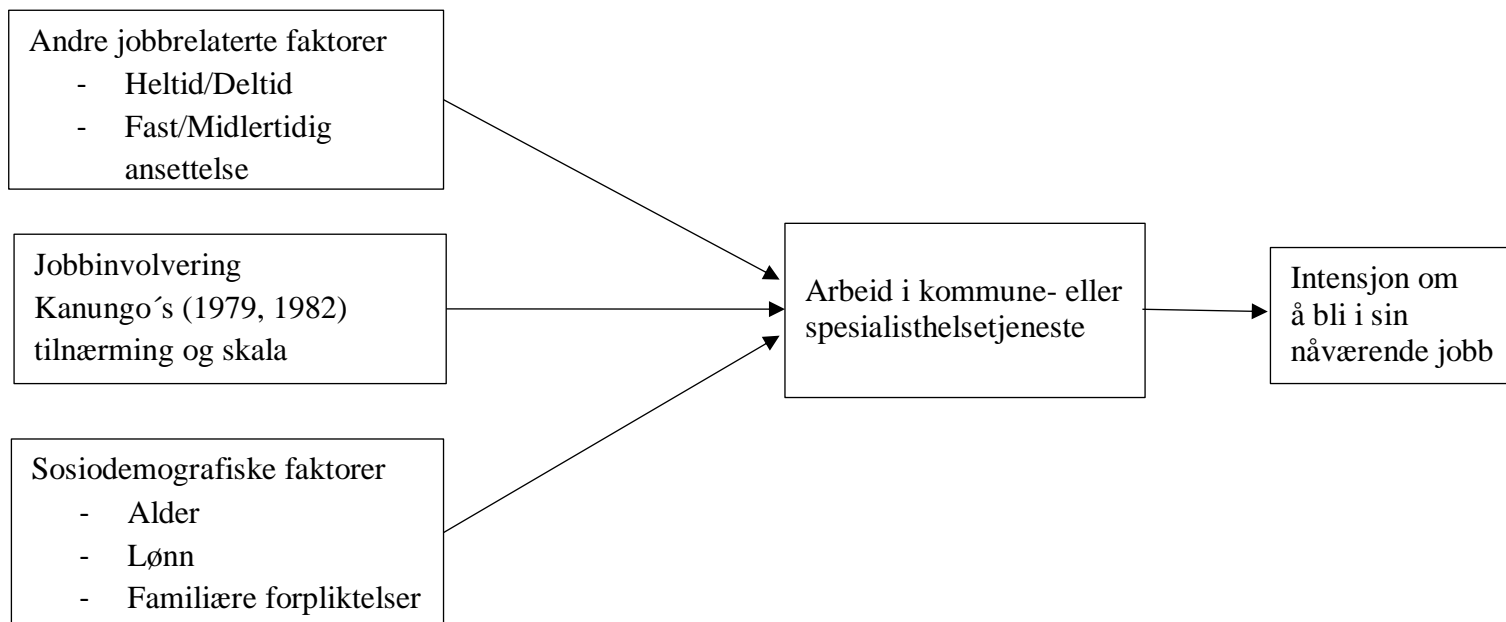 Andre jobbrelaterte faktorer
- Heltid/Deltid
- Fast/Midlertidig
ansettelse
Jobbinvolvering
Kanungo´s (1979, 1982)
tilnærming og skala
Sosiodemografiske faktorer
- Alder
- Lønn
- Familiære forpliktelser
Arbeid i kommune- eller
spesialisthelsetjeneste
Intensjon om
å bli i sin
nåværende jobb